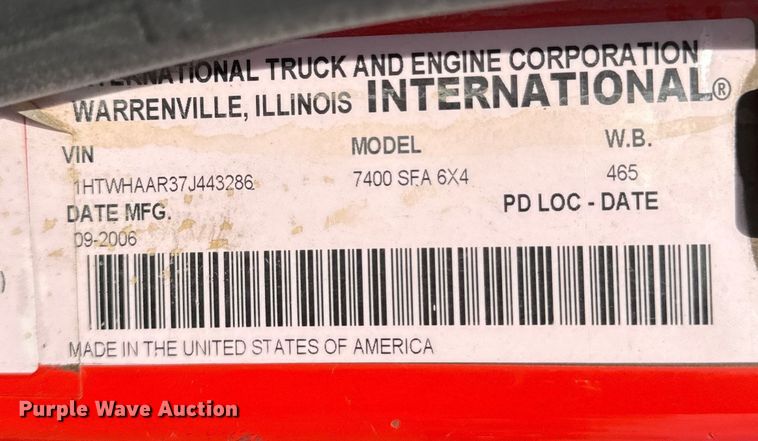 INTERNATIONAL TRUCK AND ENGINE CORPORATION
WARRENVILLE, ILLINOIS INTERNATIONAL®
VIN MODEL W.B.
1HTWHAAR37J443286 7400 SFA 6X4 465
DATE MFG. PD LOC - DATE
09-2006
MADE IN THE UNITED STATES OF AMERICA
)
Purple Wave Auction